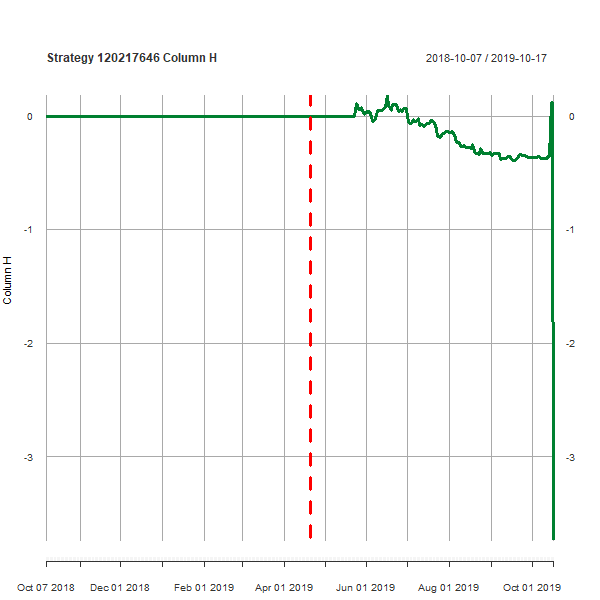 Strategy 120217646 Column H
2018-10-07 / 2019-10-17
0
0
-1
-1
-2
-2
-3
-3
Column H
Oct 07 2018
Dec 01 2018
Feb 01 2019
Apr 01 2019
Jun 01 2019
Aug 01 2019
Oct 01 2019